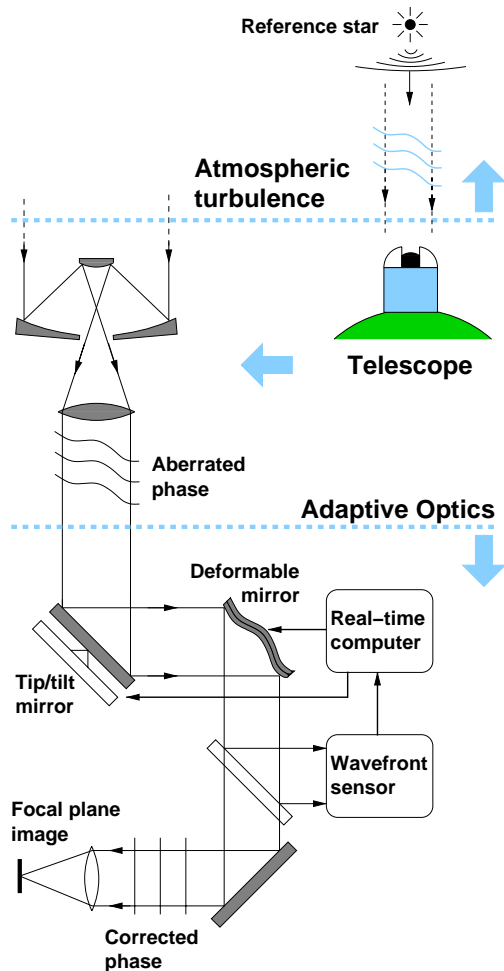 Reference star
Atmospheric
turbulence
Telescope
Aberrated
phase
Adaptive Optics
Deformable
mirror
Real–time
computer
Tip/tilt
mirror
Wavefront
sensor
Focal plane
image
Corrected
phase